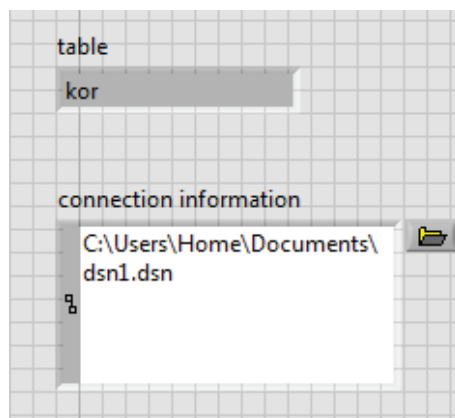 table
kor
connection information
C:\Users\Home\Documents\
dsn1.dsn